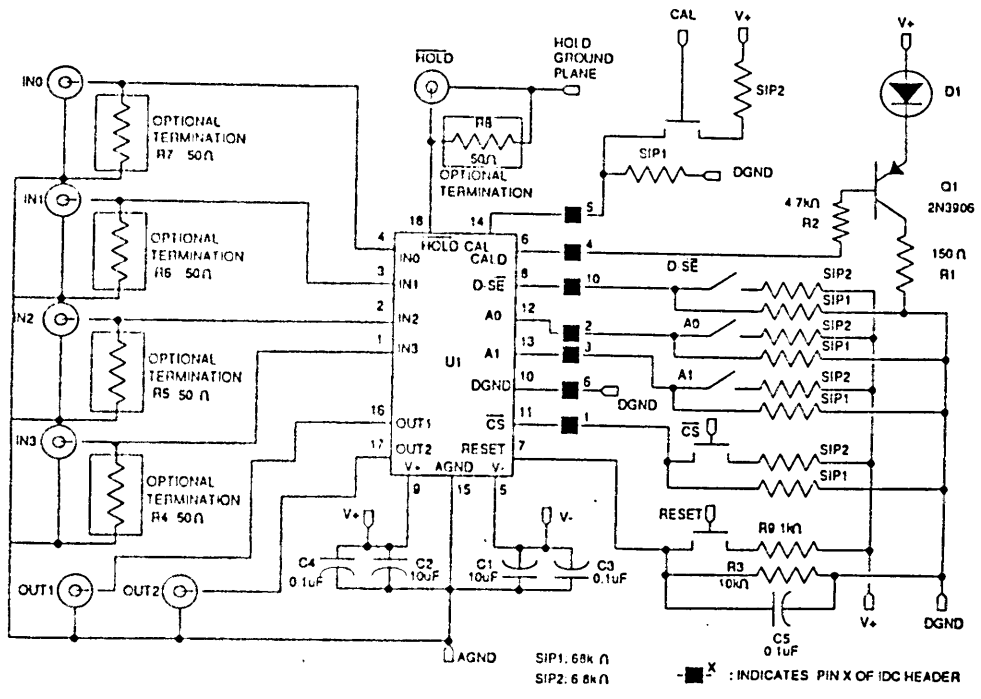 CAL
V+
V+
HOLD
HOLD
GROUND
PLANE
IN0
SIP2
D1
OPTIONAL
TERMINATION
R7 50Ω
R8
50Ω
OPTIONAL
TERMINATION
SIP1
DGND
Q1
2N3906
4.7kΩ
R2
150Ω
R1
IN1
OPTIONAL
TERMINATION
R6 50Ω
18
14
5
4
HOLD CAL
6
4
IN0
CALD
3
8
10
D-SE
SIP2
IN1
D-SE
SIP1
IN2
2
12
2
A0
SIP2
IN2
A0
SIP1
OPTIONAL
TERMINATION
R5 50Ω
1
13
3
A1
SIP2
IN3
A1
SIP1
U1
10
6
DGND
DGND
IN3
16
11
1
CS
OUT1
CS
SIP2
17
7
OUT2
RESET
SIP1
V+ AGND V-
9
15
5
OPTIONAL
TERMINATION
R4 50Ω
V+
V-
RESET
R9 1kΩ
C4
0.1uF
C2
10uF
C1
10uF
C3
0.1uF
R3
10kΩ
OUT1
OUT2
C5
0.1uF
V+
DGND
AGND
SIP1: 68kΩ
SIP2: 6.8kΩ
X : INDICATES PIN X OF IDC HEADER